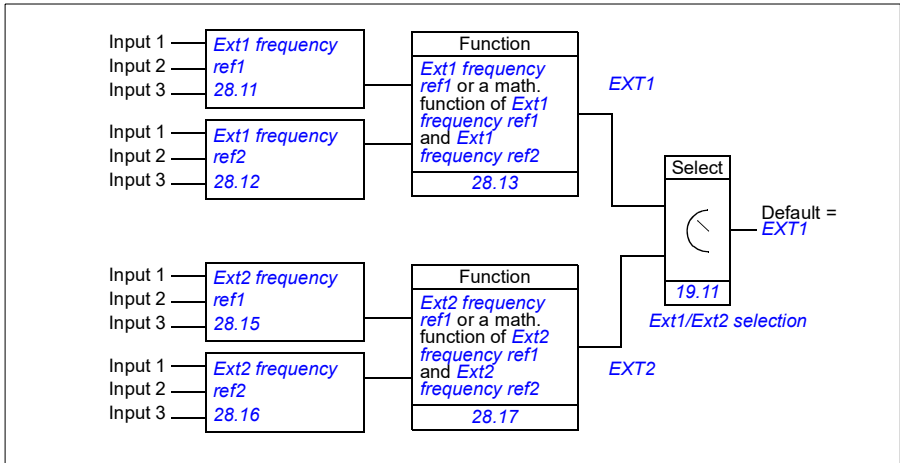 Input 1
Input 2
Input 3
Ext1 frequency
ref1
28.11
Input 1
Input 2
Input 3
Ext1 frequency
ref2
28.12
Function
Ext1 frequency
ref1 or a math.
function of Ext1
frequency ref1
and Ext1
frequency ref2
28.13
EXT1
Input 1
Input 2
Input 3
Ext2 frequency
ref1
28.15
Input 1
Input 2
Input 3
Ext2 frequency
ref2
28.16
Function
Ext2 frequency
ref1 or a math.
function of Ext2
frequency ref1
and Ext2
frequency ref2
28.17
EXT2
Select
19.11
Ext1/Ext2 selection
Default =
EXT1